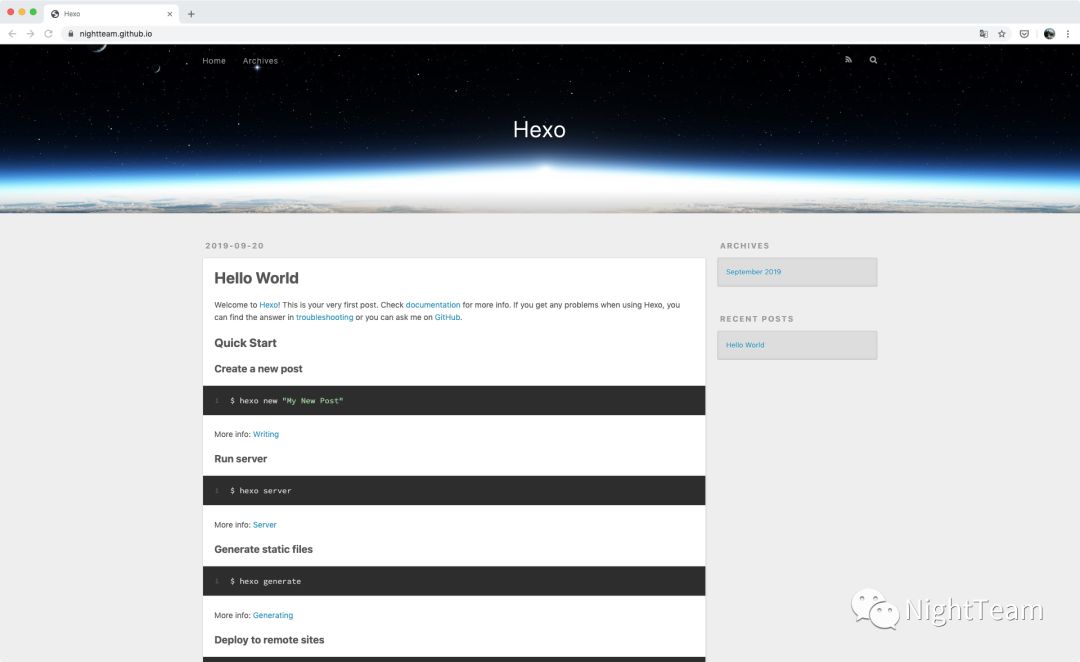 Hexo
nightteam.github.io
Home Archives
Hexo
2019-09-20
Hello World
Welcome to Hexo! This is your very first post. Check documentation for more info. If you get any problems when using Hexo, you
can find the answer in troubleshooting or you can ask me on GitHub.
Quick Start
Create a new post
1 $ hexo new "My New Post"
More info: Writing
Run server
1 $ hexo server
More info: Server
Generate static files
1 $ hexo generate
More info: Generating
Deploy to remote sites
ARCHIVES
September 2019
RECENT POSTS
Hello World
NightTeam